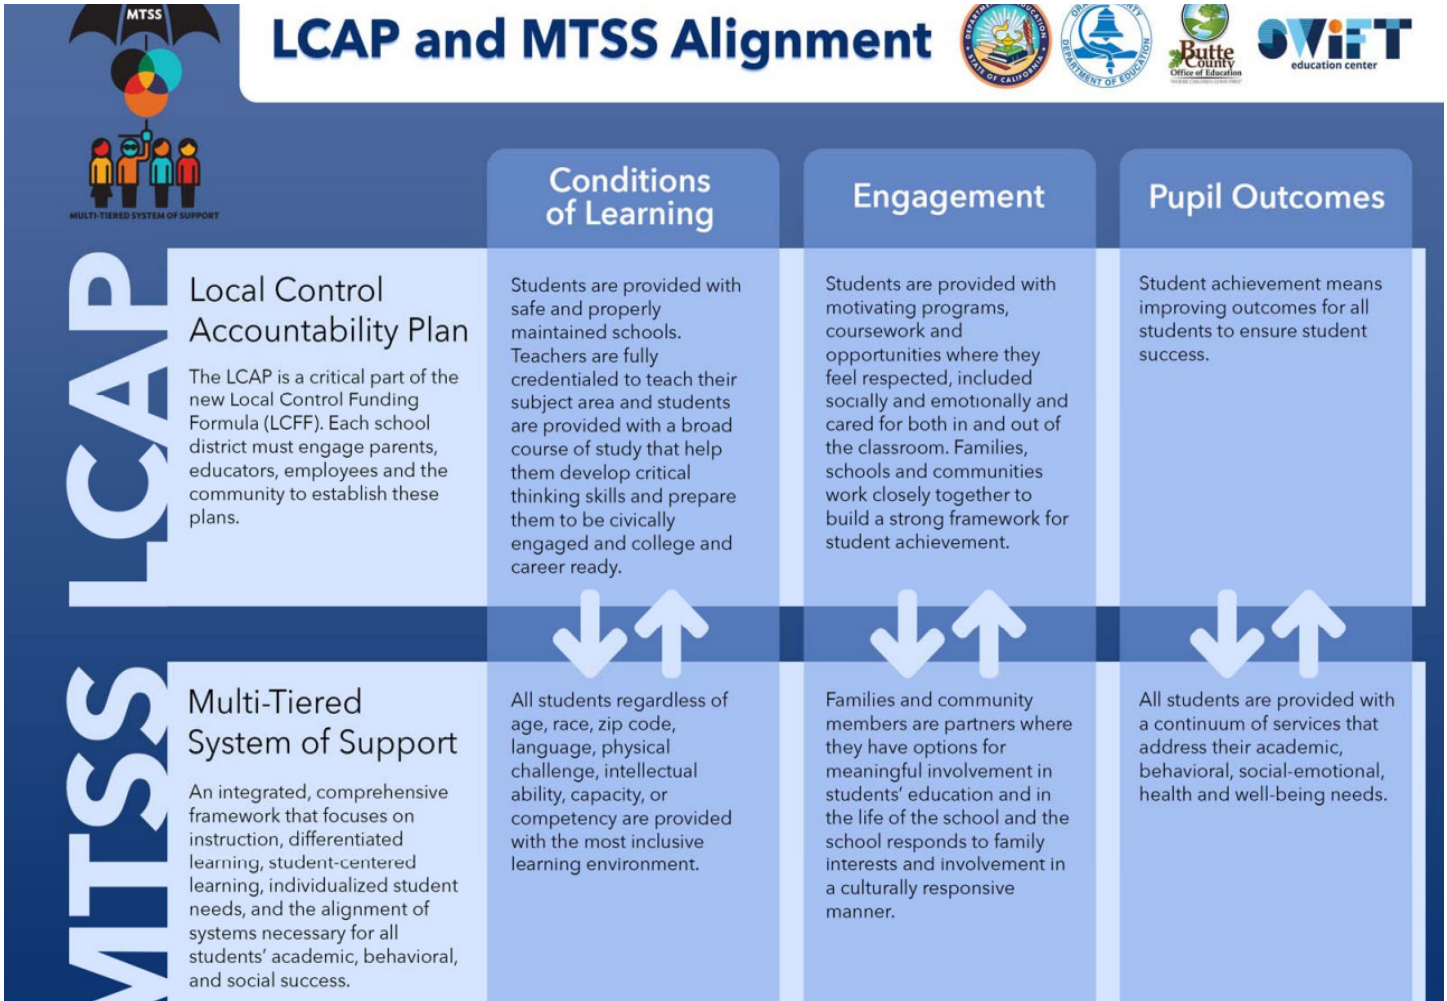 MTSS
MULTI-TIERED SYSTEM OF SUPPORT
LCAP and MTSS Alignment
DEPARTMENT OF EDUCATION
STATE OF CALIFORNIA
DEPARTMENT OF EDUCATION
Butte
County
Office of Education
SWiFT
education center
Conditions
of Learning
Engagement
Pupil Outcomes
LCAP
Local Control
Accountability Plan
The LCAP is a critical part of the
new Local Control Funding
Formula (LCFF). Each school
district must engage parents,
educators, employees and the
community to establish these
plans.
Students are provided with
safe and properly
maintained schools.
Teachers are fully
credentialed to teach their
subject area and students
are provided with a broad
course of study that help
them develop critical
thinking skills and prepare
them to be civically
engaged and college and
career ready.
Students are provided with
motivating programs,
coursework and
opportunities where they
feel respected, included
socially and emotionally and
cared for both in and out of
the classroom. Families,
schools and communities
work closely together to
build a strong framework for
student achievement.
Student achievement means
improving outcomes for all
students to ensure student
success.
MTSS
Multi-Tiered
System of Support
An integrated, comprehensive
framework that focuses on
instruction, differentiated
learning, student-centered
learning, individualized student
needs, and the alignment of
systems necessary for all
students’ academic, behavioral,
and social success.
All students regardless of
age, race, zip code,
language, physical
challenge, intellectual
ability, capacity, or
competency are provided
with the most inclusive
learning environment.
Families and community
members are partners where
they have options for
meaningful involvement in
students’ education and in
the life of the school and the
school responds to family
interests and involvement in
a culturally responsive
manner.
All students are provided with
a continuum of services that
address their academic,
behavioral, social-emotional,
health and well-being needs.